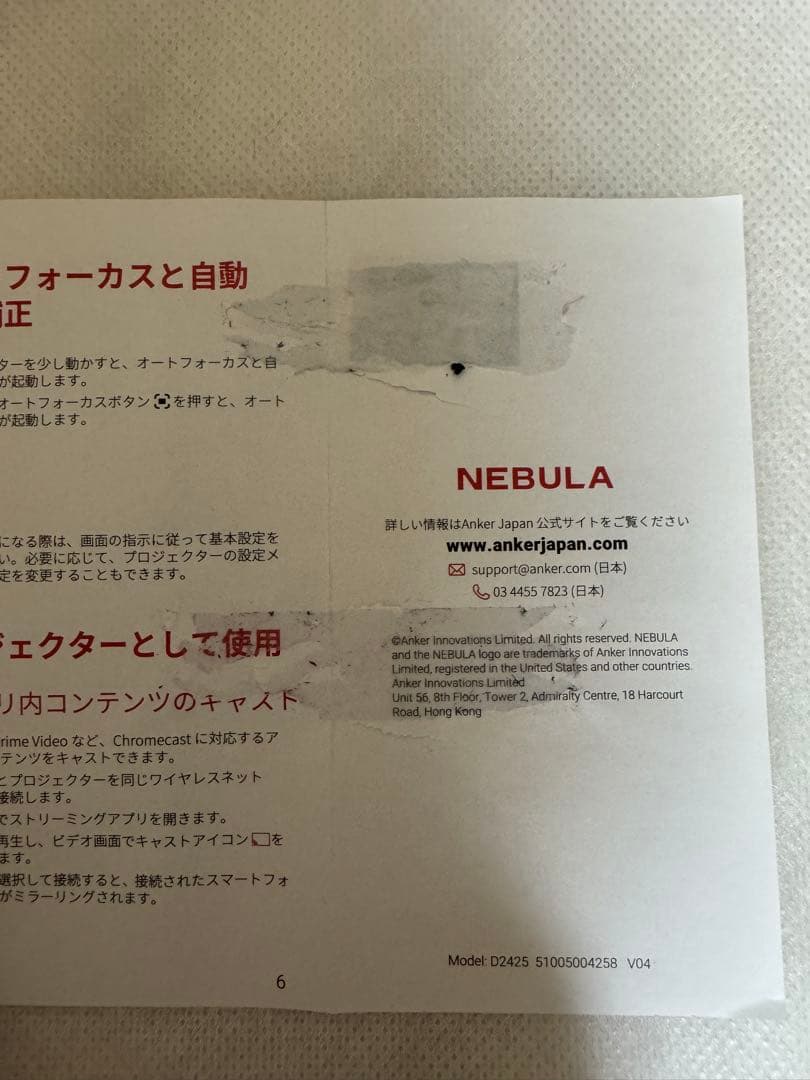 フォーカスと自動
補正
ターを少し動かすと、オートフォーカスと自
が起動します。
オートフォーカスボタン を押すと、オート
が起動します。
になる際は、画面の指示に従って基本設定を
い。必要に応じて、プロジェクターの設定メ
定を変更することもできます。
ジェクターとして使用
リ内コンテンツのキャスト
rime Video など、Chromecast に対応するア
テンツをキャストできます。
とプロジェクターを同じワイヤレスネット
接続します。
でストリーミングアプリを開きます。
再生し、ビデオ画面でキャストアイコン を
ます。
選択して接続すると、接続されたスマートフォ
がミラーリングされます。
6
NEBULA
詳しい情報はAnker Japan 公式サイトをご覧ください
www.ankerjapan.com
support@anker.com (日本)
03 4455 7823 (日本)
©Anker Innovations Limited. All rights reserved. NEBULA
and the NEBULA logo are trademarks of Anker Innovations
Limited, registered in the United States and other countries.
Anker Innovations Limited
Unit 56, 8th Floor, Tower 2, Admiralty Centre, 18 Harcourt
Road, Hong Kong
Model: D2425 51005004258 V04